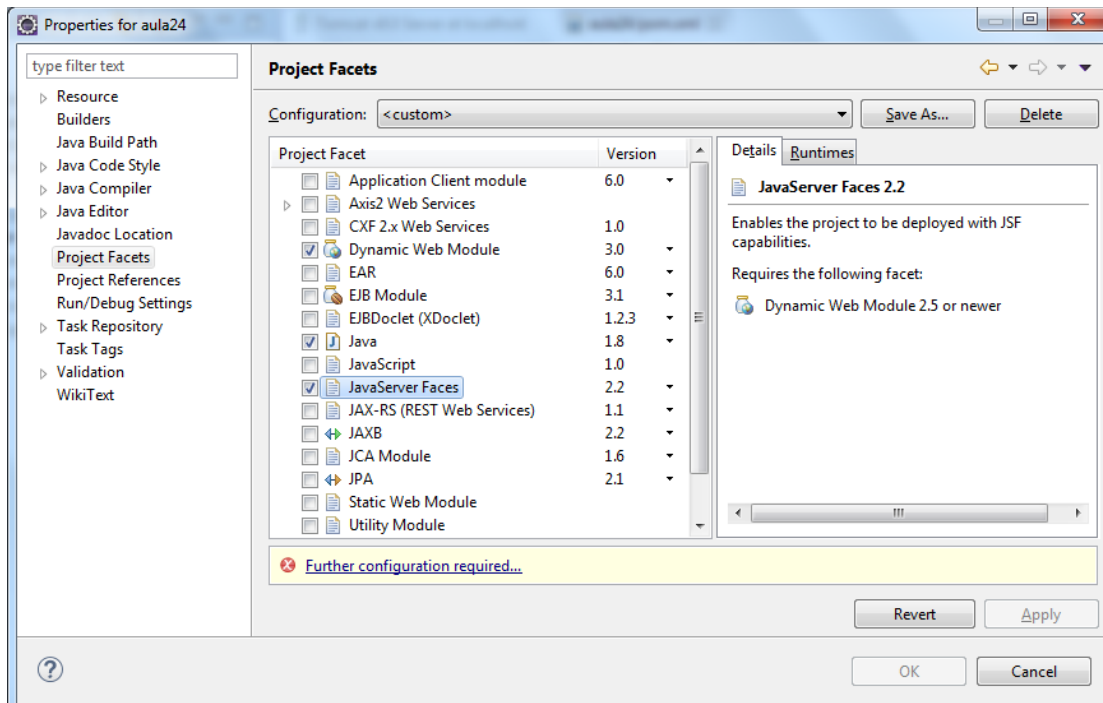 Properties for aula24
type filter text
Resource
Builders
Java Build Path
Java Code Style
Java Compiler
Java Editor
Javadoc Location
Project Facets
Project References
Run/Debug Settings
Task Repository
Task Tags
Validation
WikiText
Project Facets
Configuration: <custom> Save As... Delete
Project Facet Version
Application Client module 6.0
Axis2 Web Services
CXF 2.x Web Services 1.0
Dynamic Web Module 3.0
EAR 6.0
EJB Module 3.1
EJBDoclet (XDoclet) 1.2.3
Java 1.8
JavaScript 1.0
JavaServer Faces 2.2
JAX-RS (REST Web Services) 1.1
JAXB 2.2
JCA Module 1.6
JPA 2.1
Static Web Module
Utility Module
Details Runtimes
JavaServer Faces 2.2
Enables the project to be deployed with JSF
capabilities.
Requires the following facet:
Dynamic Web Module 2.5 or newer
Further configuration required...
Revert Apply
OK Cancel